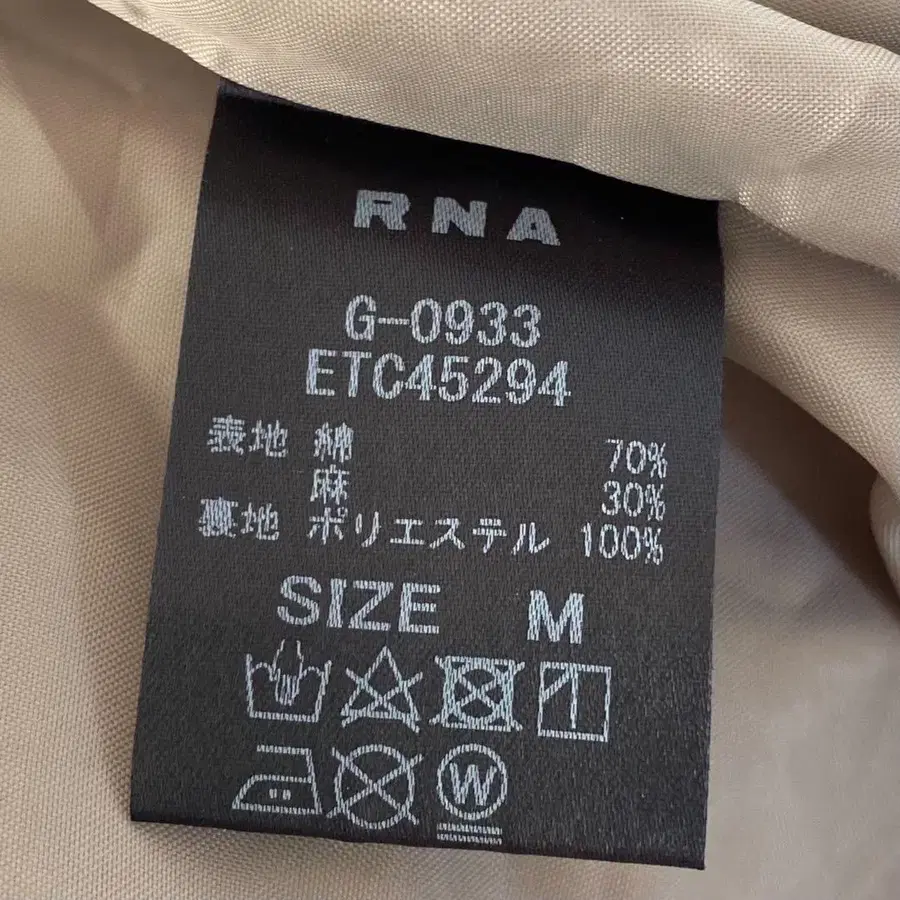 RNA
G-0933
ETC45294
表地 綿 70%
麻 30%
裏地 ポリエステル 100%
SIZE M
W